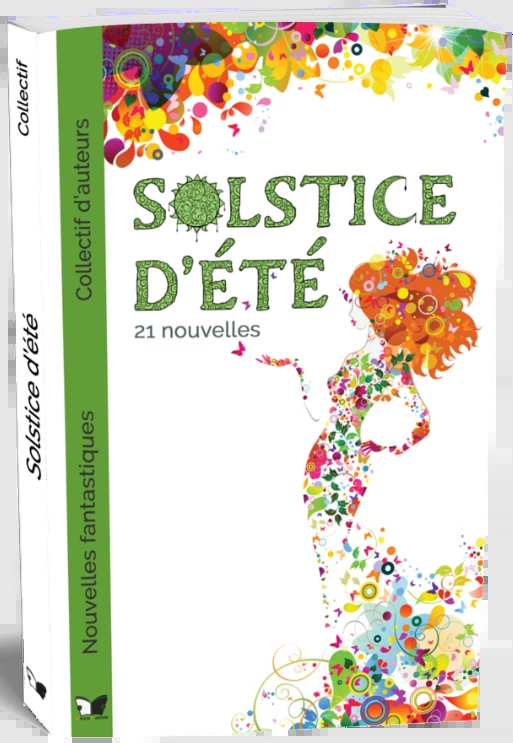 Collectif
Solstice d'été
Collectif d'auteurs
Nouvelles fantastiques
SOLSTICE
D'ÉTÉ
21 nouvelles